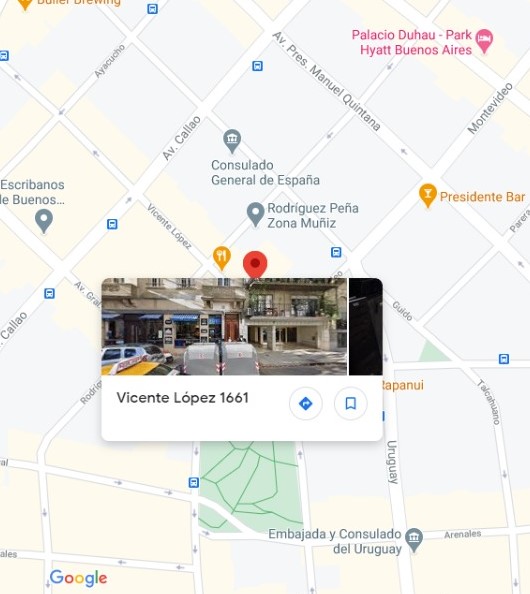 Buller Brewing
Palacio Duhau - Park
Hyatt Buenos Aires
Ayacucho
Av. Pres. Manuel Quintana
Montevideo
Av. Callao
Consulado
General de España
Escribanos
de Buenos...
Presidente Bar
Rodríguez Peña
Zona Muñiz
Vicente López
Parera
Guido
Callao
Vicente López 1661
Rapanui
Talcahuano
Uruguay
Embajada y Consulado
del Uruguay
Arenales
Google